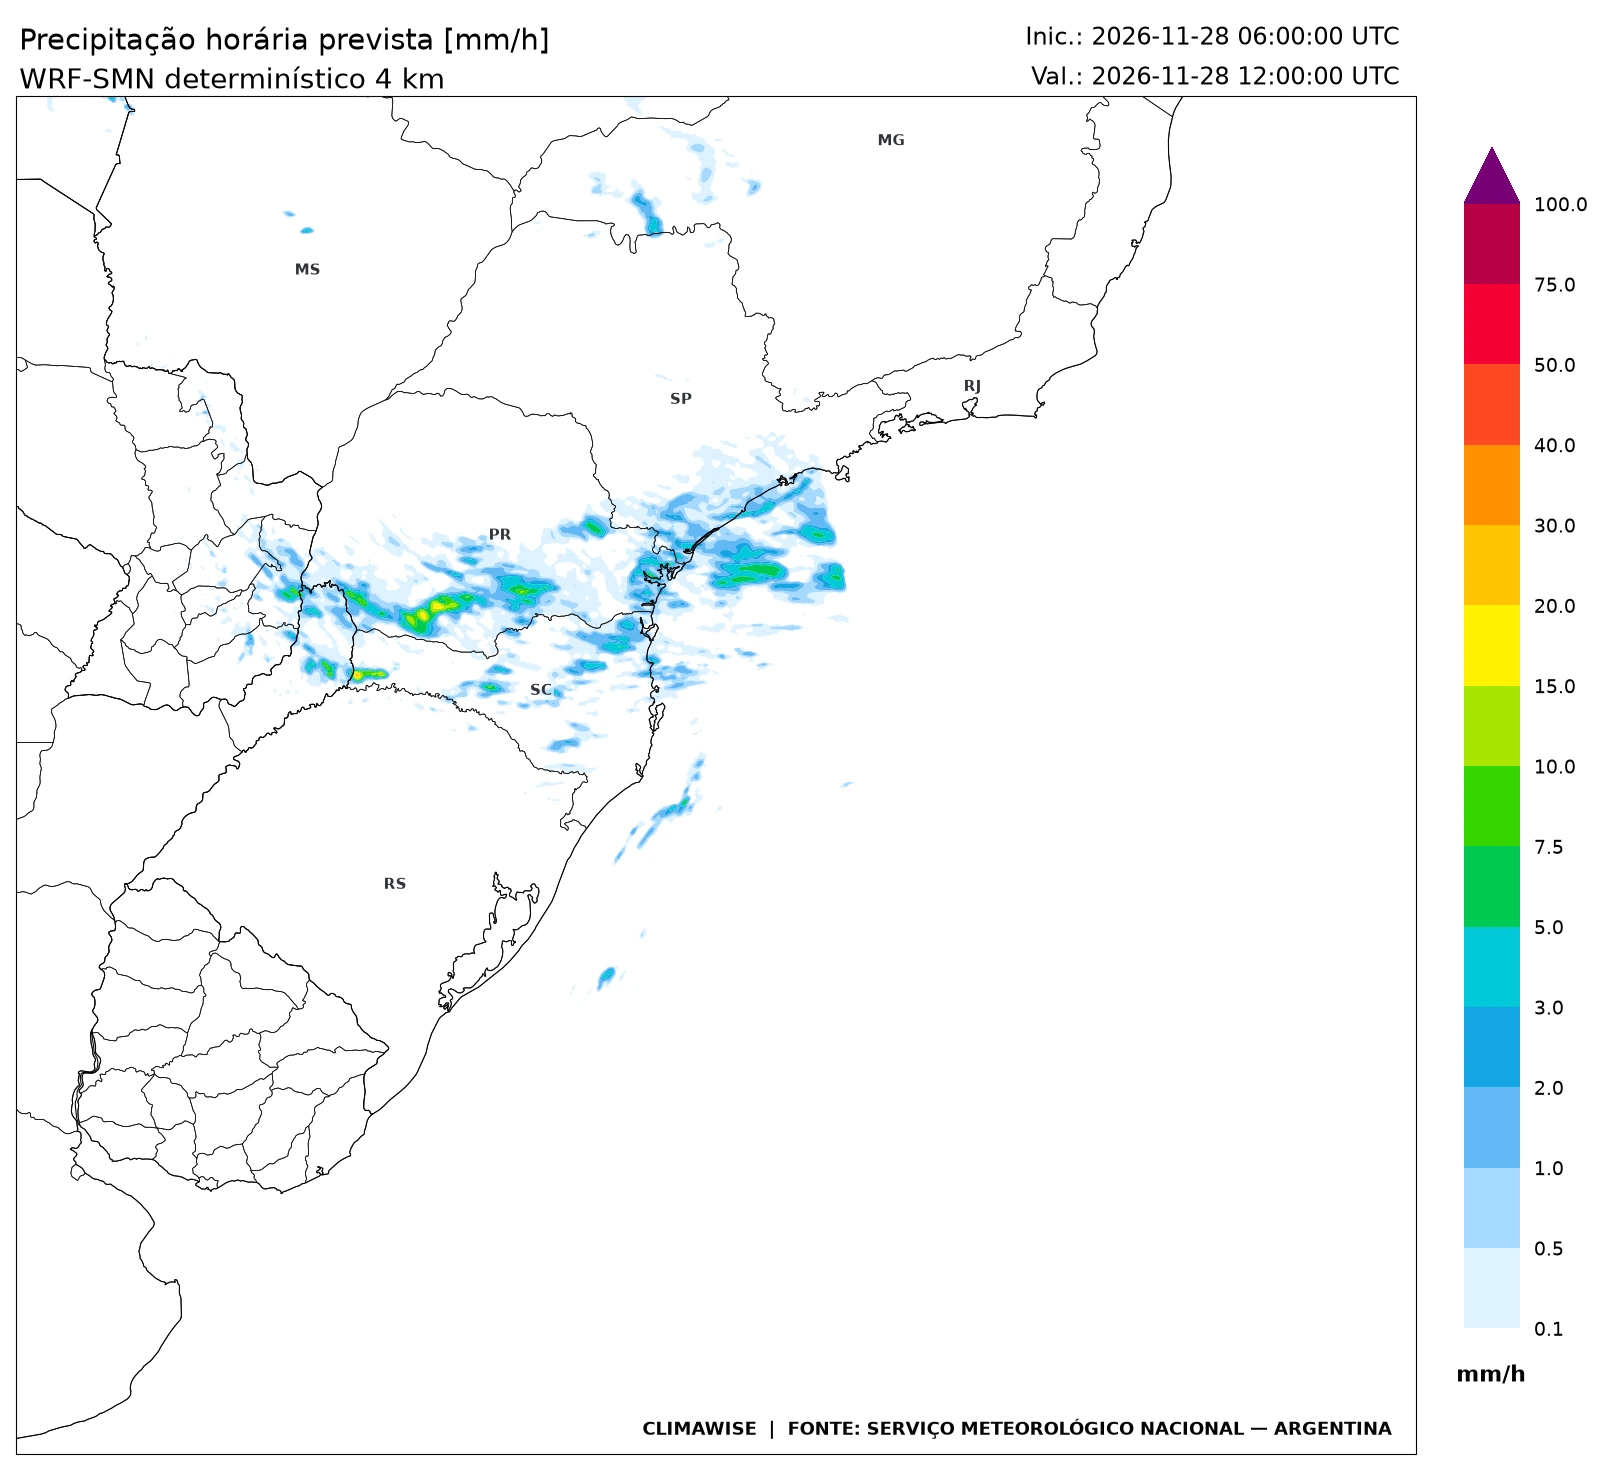 Precipitação horária prevista [mm/h]
WRF-SMN determinístico 4 km
Inic.: 2026-11-28 06:00:00 UTC
Val.: 2026-11-28 12:00:00 UTC
MG
MS
RJ
SP
PR
SC
RS
100.0
75.0
50.0
40.0
30.0
20.0
15.0
10.0
7.5
5.0
3.0
2.0
1.0
0.5
0.1
mm/h
CLIMAWISE | FONTE: SERVIÇO METEOROLÓGICO NACIONAL — ARGENTINA